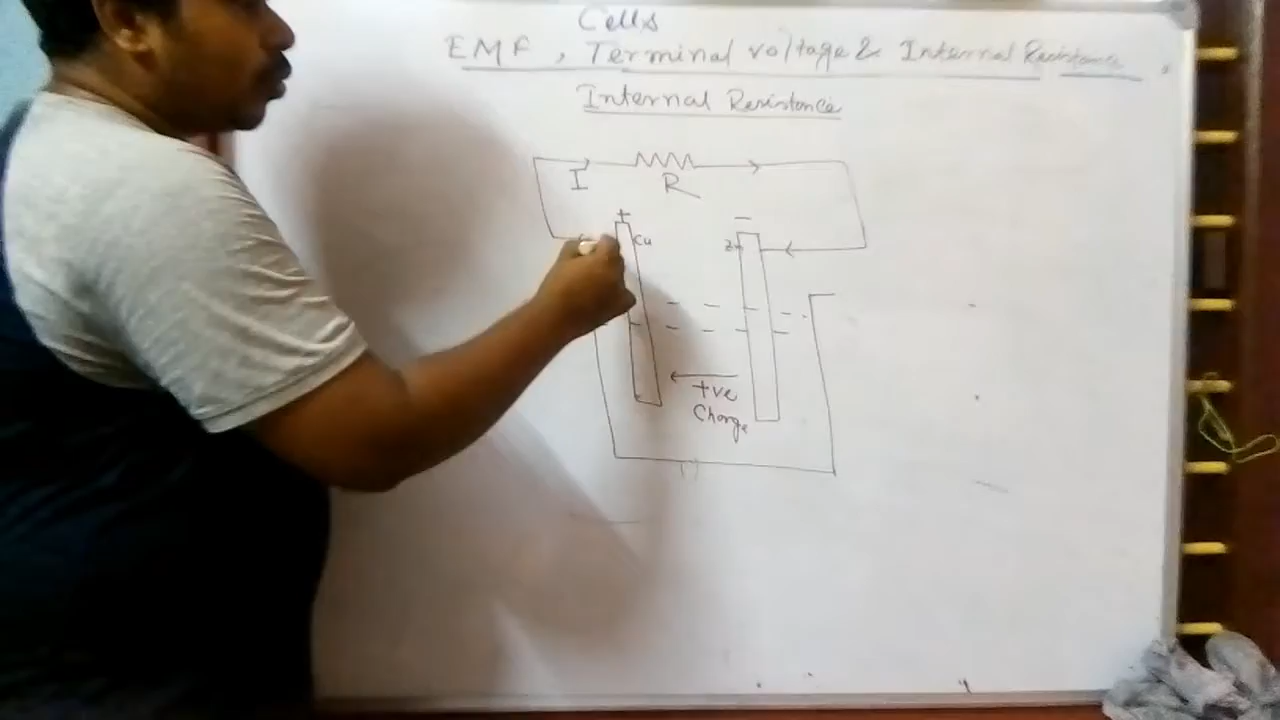 Cells
EMF , Terminal voltage & Internal Resistance .
Internal Resistance
I
R
+
-
Cu
Zn
+ve
Charge